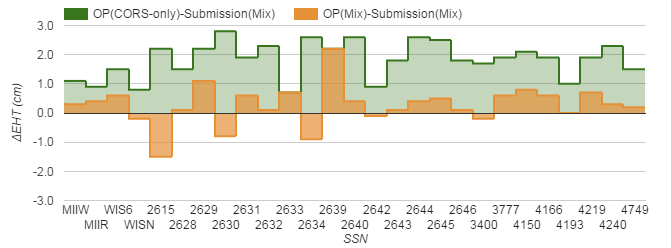 OP(CORS-only)-Submission(Mix) OP(Mix)-Submission(Mix)
3.0
2.0
1.0
0.0
-1.0
-2.0
-3.0
ΔEHT (cm)
MIIW WIS6 2615 2629 2631 2633 2639 2642 2644 2646 3777 4166 4219 4749
MIIR WISN 2628 2630 2632 2634 2640 2643 2645 3400 4150 4193 4240
SSN